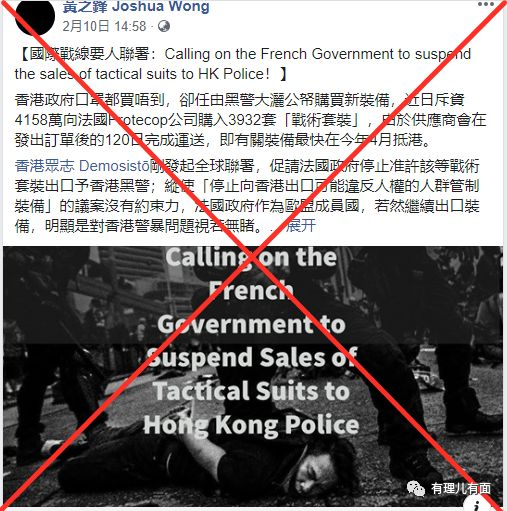 黃之鋒 Joshua Wong
2月10日 14:58
【國際戰線要人聯署：Calling on the French Government to suspend
the sales of tactical suits to HK Police！】
香港政府口罩都買唔到，卻任由黑警大灑公帑購買新裝備，近日斥資
4158萬向法國Protecop公司購入3932套「戰術套裝」，由於供應商會在
發出訂單後的120日完成運送，即有關裝備最快在今年4月抵港。
香港眾志 Demosistō剛發起全球聯署，促請法國政府停止准許該等戰術
套裝出口予香港黑警；縱使「停止向香港出口可能違反人權的人群管制
裝備」的議案沒有約束力，法國政府作為歐盟成員國，若然繼續出口裝
備，明顯是對香港警暴問題視若無睹。... 展开
Calling on the
French
Government to
Suspend Sales of
Tactical Suits to
Hong Kong Police
有理儿有面